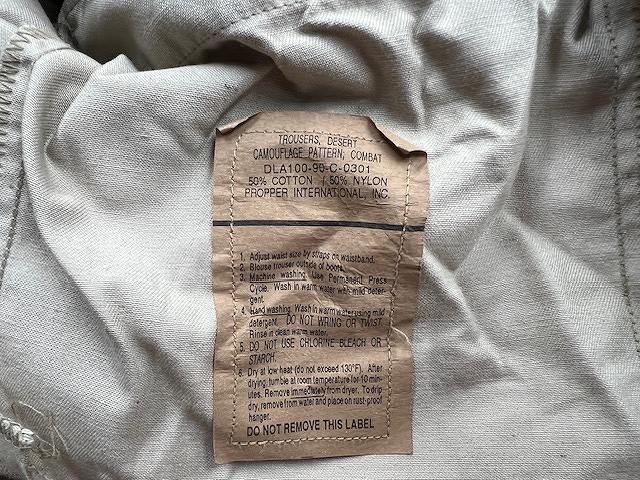 TROUSERS, DESERT
CAMOUFLAGE PATTERN; COMBAT
DLA100-90-C-0301
50% COTTON / 50% NYLON
PROPPER INTERNATIONAL, INC.
1. Adjust waist size by straps on waistband.
2. Blouse trouser outside of boots.
3. Machine washing. Use Permanent Press
Cycle. Wash in warm water with mild deter-
gent.
4. Hand washing. Wash in warm water using mild
detergent. DO NOT WRING OR TWIST.
Rinse in clean warm water.
5. DO NOT USE CHLORINE BLEACH OR
STARCH.
6. Dry at low heat (do not exceed 130°F). After
drying, tumble at room temperature for 10 min-
utes. Remove immediately from dryer. To drip
dry, remove from water and place on rust-proof
hanger.
DO NOT REMOVE THIS LABEL